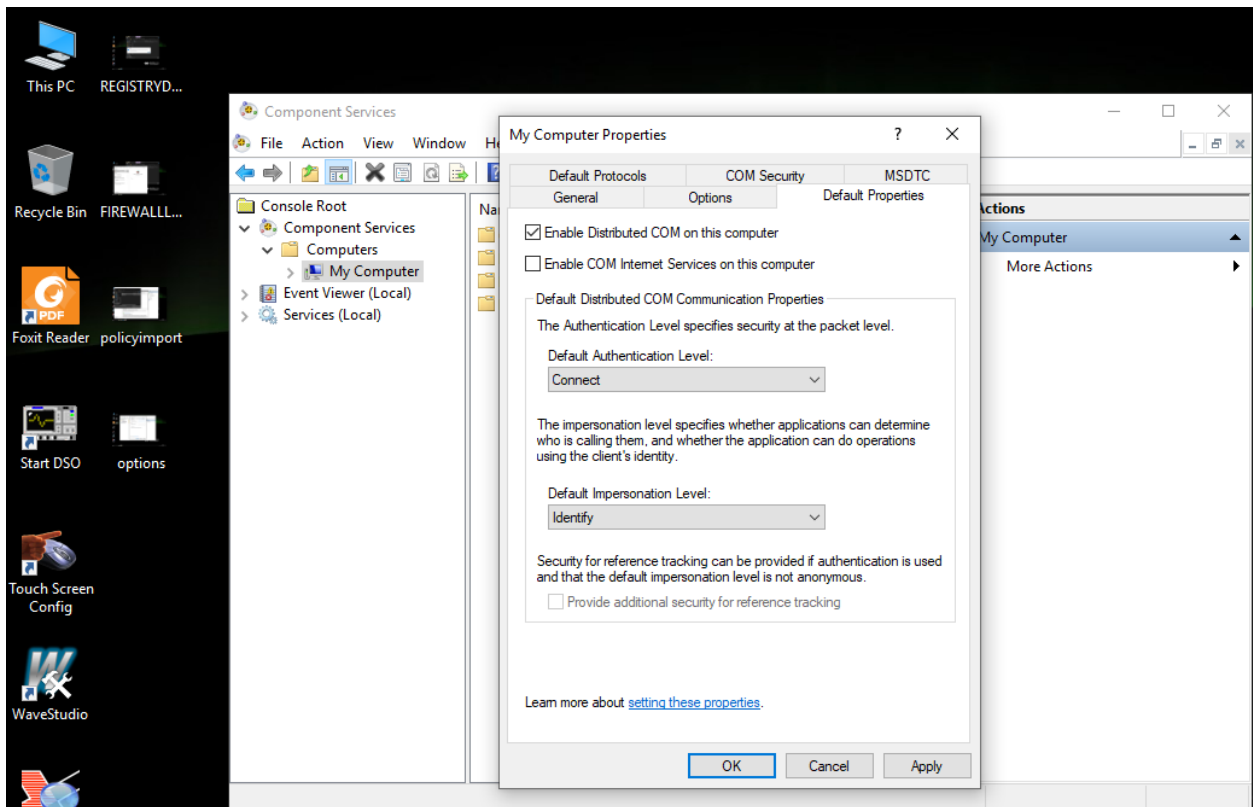 This PC
REGISTRYD...
Recycle Bin
FIREWALLL...
PDF
Foxit Reader
policyimport
Start DSO
options
Touch Screen
Config
WaveStudio
Component Services
File Action View Window He
Console Root
Component Services
Computers
My Computer
Event Viewer (Local)
Services (Local)
Na
My Computer Properties
?
Default Protocols COM Security MSDTC
General Options Default Properties
Enable Distributed COM on this computer
Enable COM Internet Services on this computer
Default Distributed COM Communication Properties
The Authentication Level specifies security at the packet level.
Default Authentication Level:
Connect
The impersonation level specifies whether applications can determine
who is calling them, and whether the application can do operations
using the client's identity.
Default Impersonation Level:
Identify
Security for reference tracking can be provided if authentication is used
and that the default impersonation level is not anonymous.
Provide additional security for reference tracking
Learn more about setting these properties.
OK Cancel Apply
Actions
My Computer
More Actions